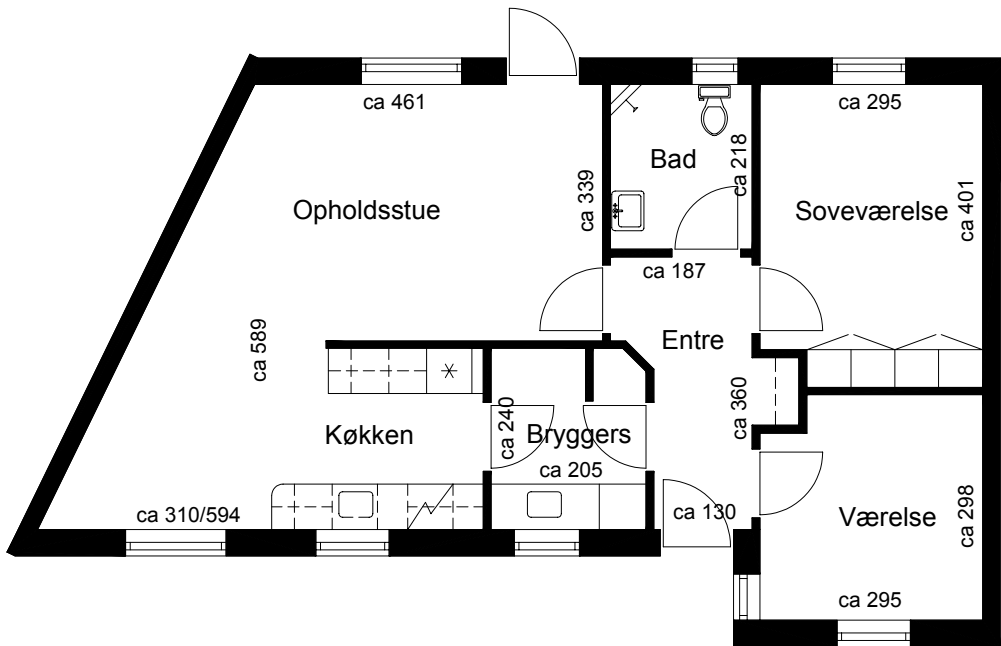 ca 461
ca 295
Bad
ca 218
ca 339
Opholdsstue
Soveværelse
ca 401
ca 187
Entre
ca 589
ca 360
Køkken
ca 240
Bryggers
ca 205
ca 310/594
ca 130
Værelse
ca 298
ca 295